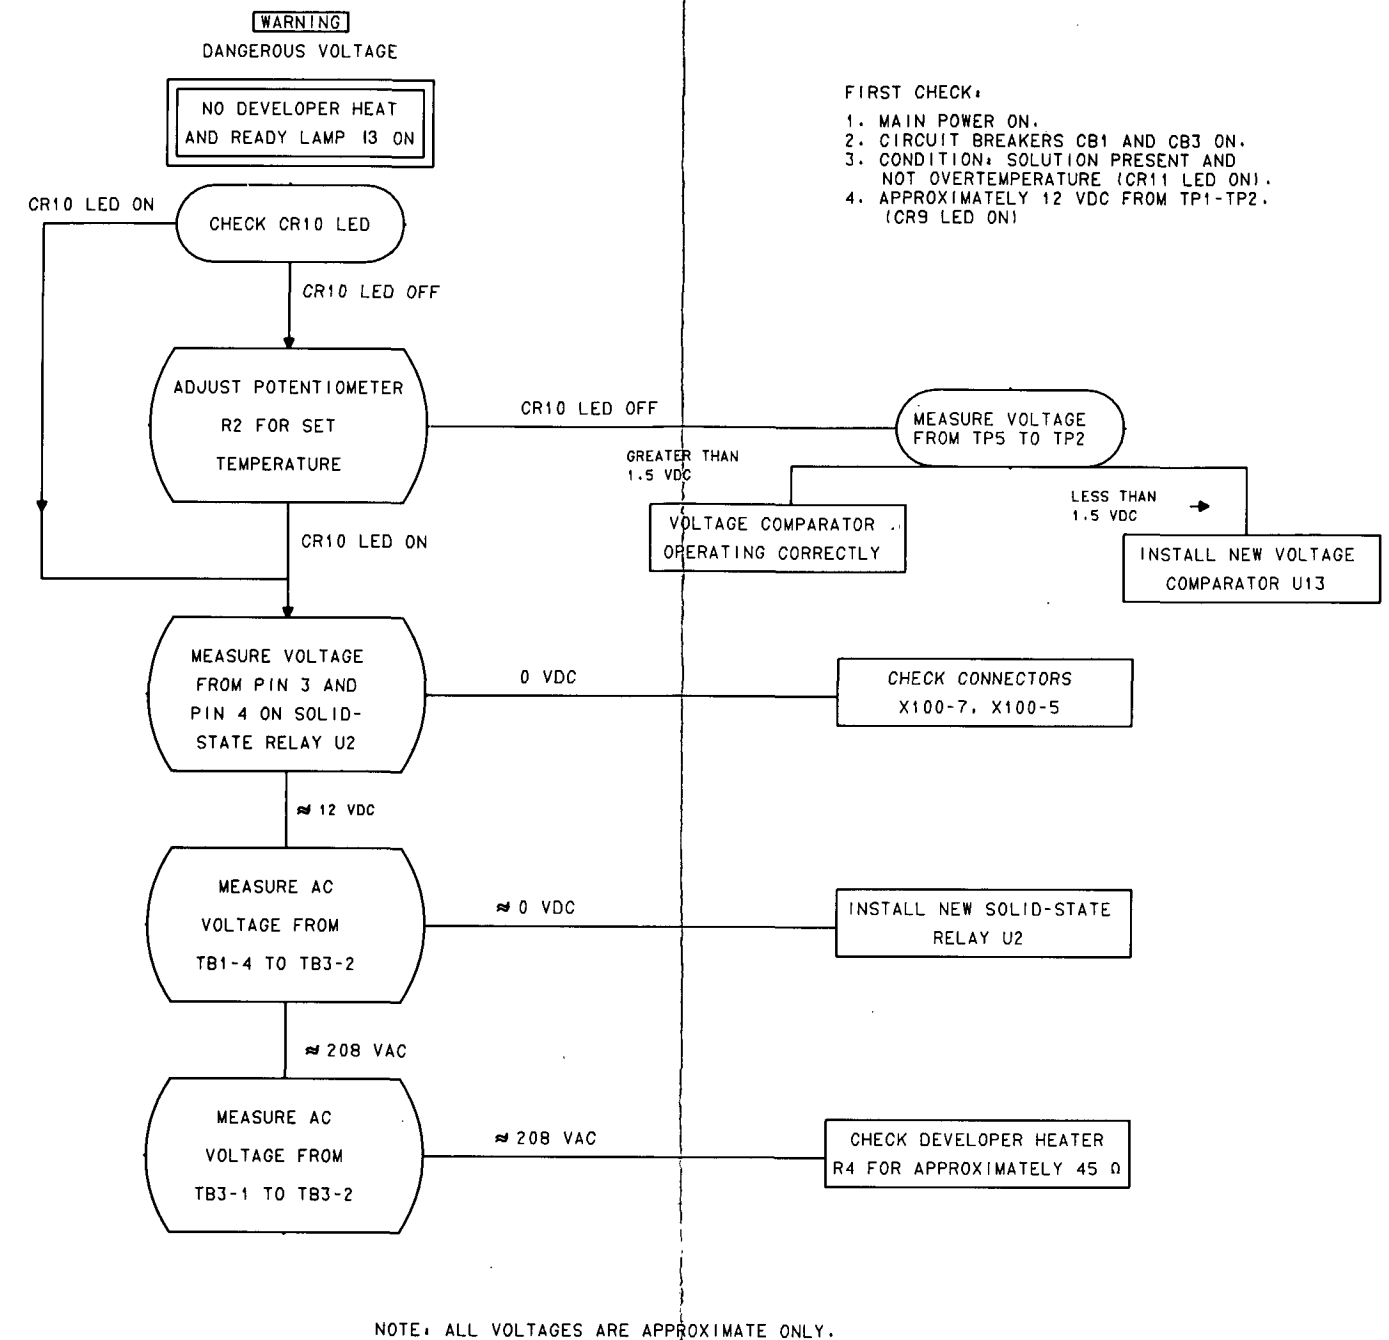 WARNING
DANGEROUS VOLTAGE
NO DEVELOPER HEAT
AND READY LAMP I3 ON
FIRST CHECK:
1. MAIN POWER ON.
2. CIRCUIT BREAKERS CB1 AND CB3 ON.
3. CONDITION: SOLUTION PRESENT AND
NOT OVERTEMPERATURE (CR11 LED ON).
4. APPROXIMATELY 12 VDC FROM TP1-TP2.
(CR9 LED ON)
CR10 LED ON
CHECK CR10 LED
CR10 LED OFF
ADJUST POTENTIOMETER
R2 FOR SET
TEMPERATURE
CR10 LED OFF
MEASURE VOLTAGE
FROM TP5 TO TP2
GREATER THAN
1.5 VDC
LESS THAN
1.5 VDC
VOLTAGE COMPARATOR
OPERATING CORRECTLY
INSTALL NEW VOLTAGE
COMPARATOR U13
CR10 LED ON
MEASURE VOLTAGE
FROM PIN 3 AND
PIN 4 ON SOLID-
STATE RELAY U2
0 VDC
CHECK CONNECTORS
X100-7, X100-5
≈ 12 VDC
MEASURE AC
VOLTAGE FROM
TB1-4 TO TB3-2
≈ 0 VDC
INSTALL NEW SOLID-STATE
RELAY U2
≈ 208 VAC
MEASURE AC
VOLTAGE FROM
TB3-1 TO TB3-2
≈ 208 VAC
CHECK DEVELOPER HEATER
R4 FOR APPROXIMATELY 45 Ω
NOTE: ALL VOLTAGES ARE APPROXIMATE ONLY.